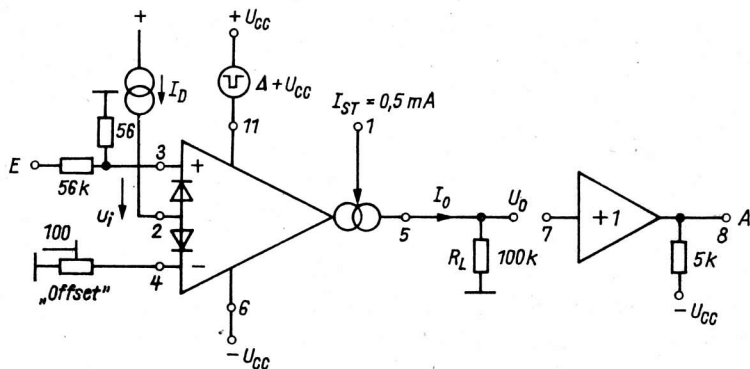 +
+ U_CC
I_D
Δ + U_CC
I_ST = 0,5 mA
11
1
56
E
56k
3
+
u_i
2
I_0
U_0
5
7
+1
A
8
100
4
−
R_L
100k
5k
„Offset"
6
− U_CC
− U_CC